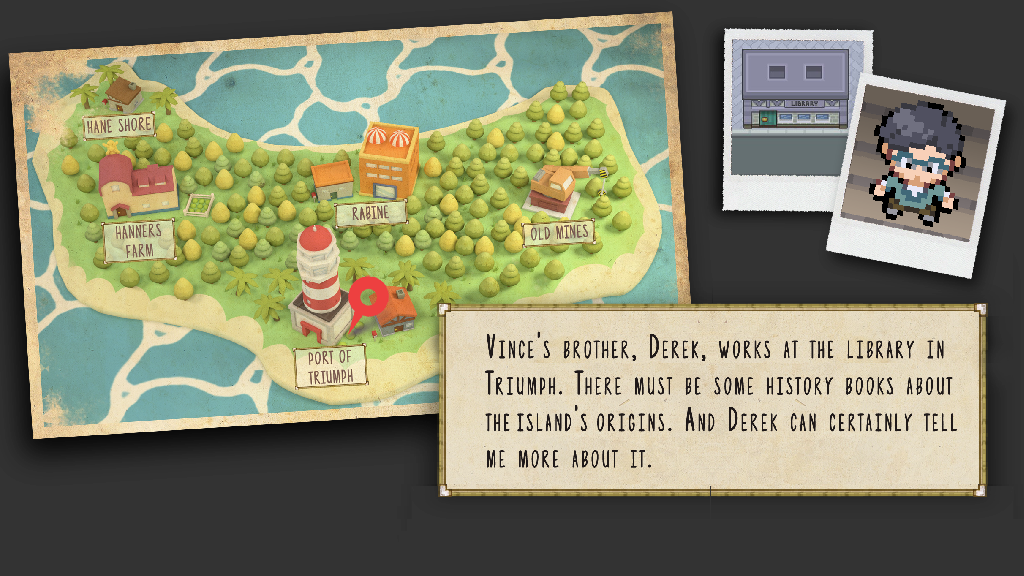 HANE SHORE
HANNERS
FARM
RABINE
OLD MINES
PORT OF
TRIUMPH
LIBRARY
VINCE'S BROTHER, DEREK, WORKS AT THE LIBRARY IN
TRIUMPH. THERE MUST BE SOME HISTORY BOOKS ABOUT
THE ISLAND'S ORIGINS. AND DEREK CAN CERTAINLY TELL
ME MORE ABOUT IT.